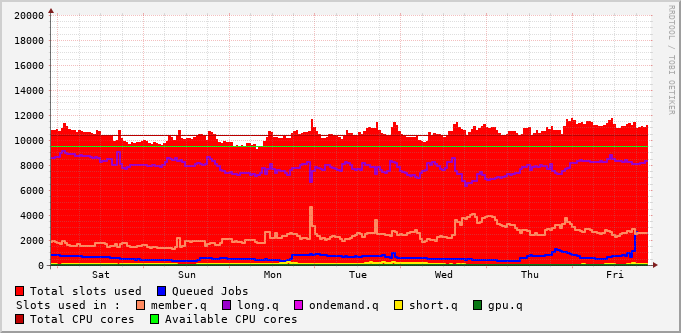 RRDTOOL / TOBI OETIKER
20000
18000
16000
14000
12000
10000
8000
6000
4000
2000
0
Sat Sun Mon Tue Wed Thu Fri
Total slots used Queued Jobs
Slots used in : member.q long.q ondemand.q short.q gpu.q
Total CPU cores Available CPU cores